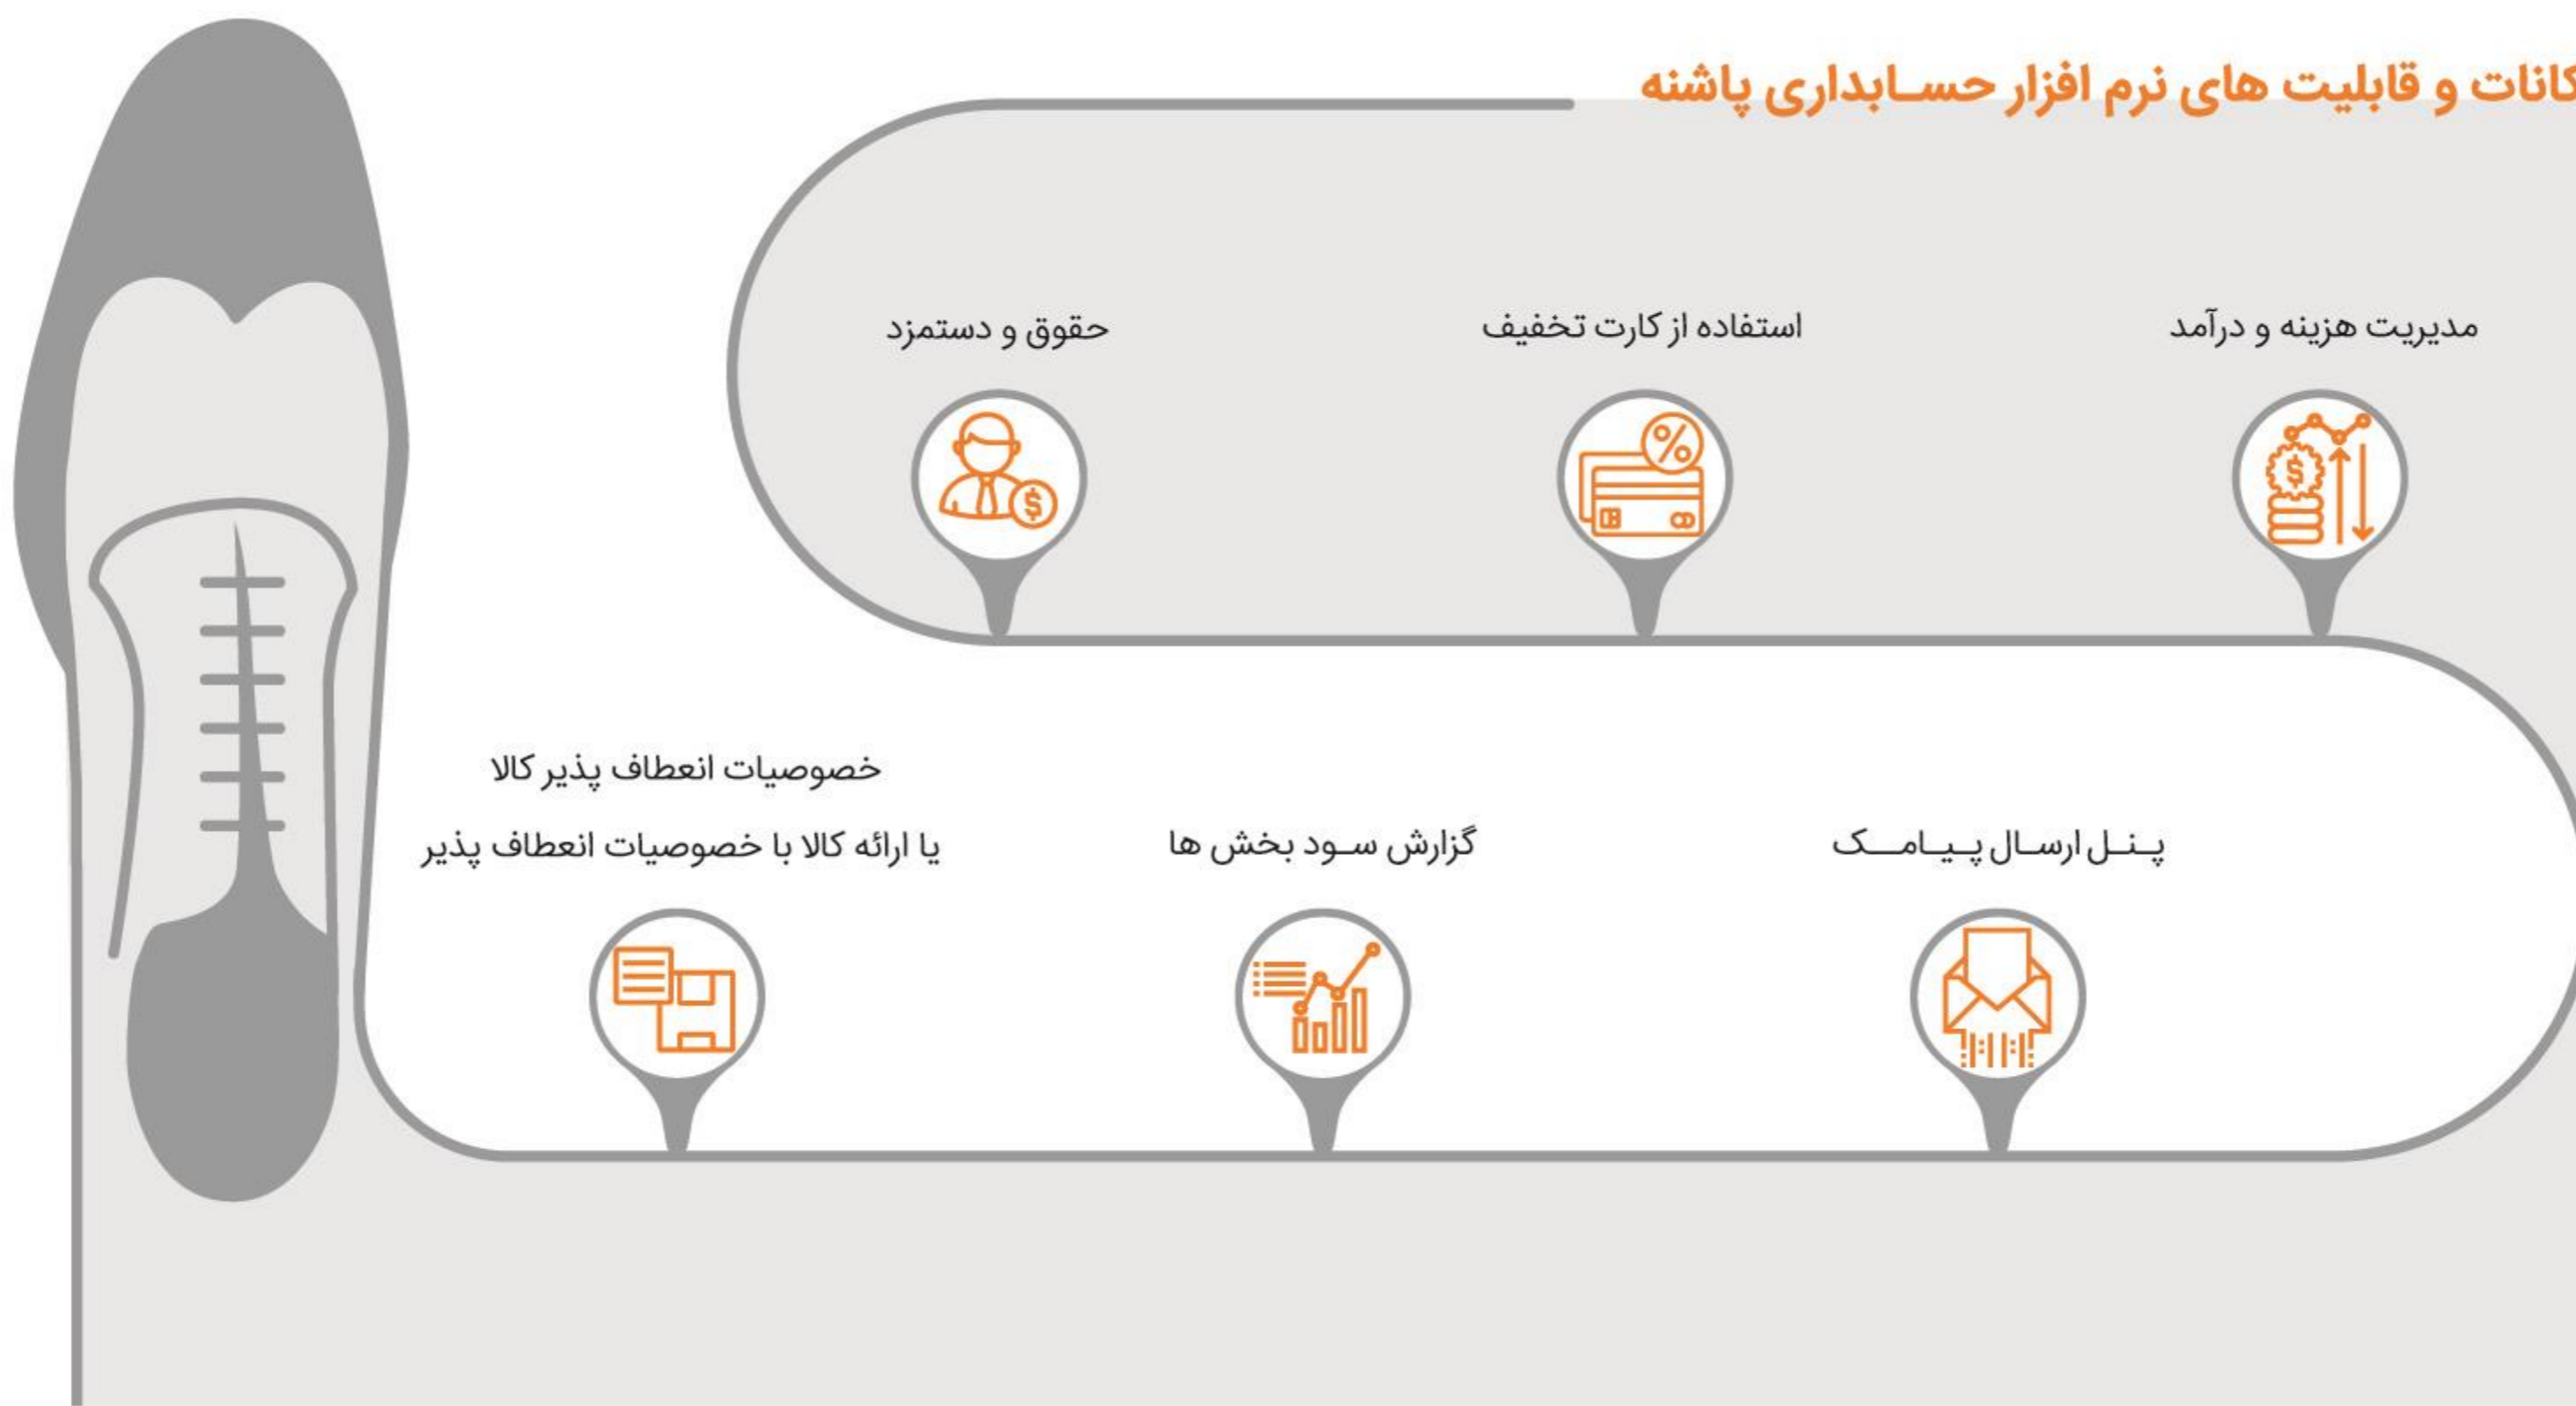 کانات و قابلیت های نرم افزار حسـابداری پاشنه
مدیریت هزینه و درآمد
استفاده از کارت تخفیف
حقوق و دستمزد
پـنـل ارسـال پـیـامــک
گزارش سـود بخش ها
خصوصیات انعطاف پذیر کالا
یا ارائه کالا با خصوصیات انعطاف پذیر